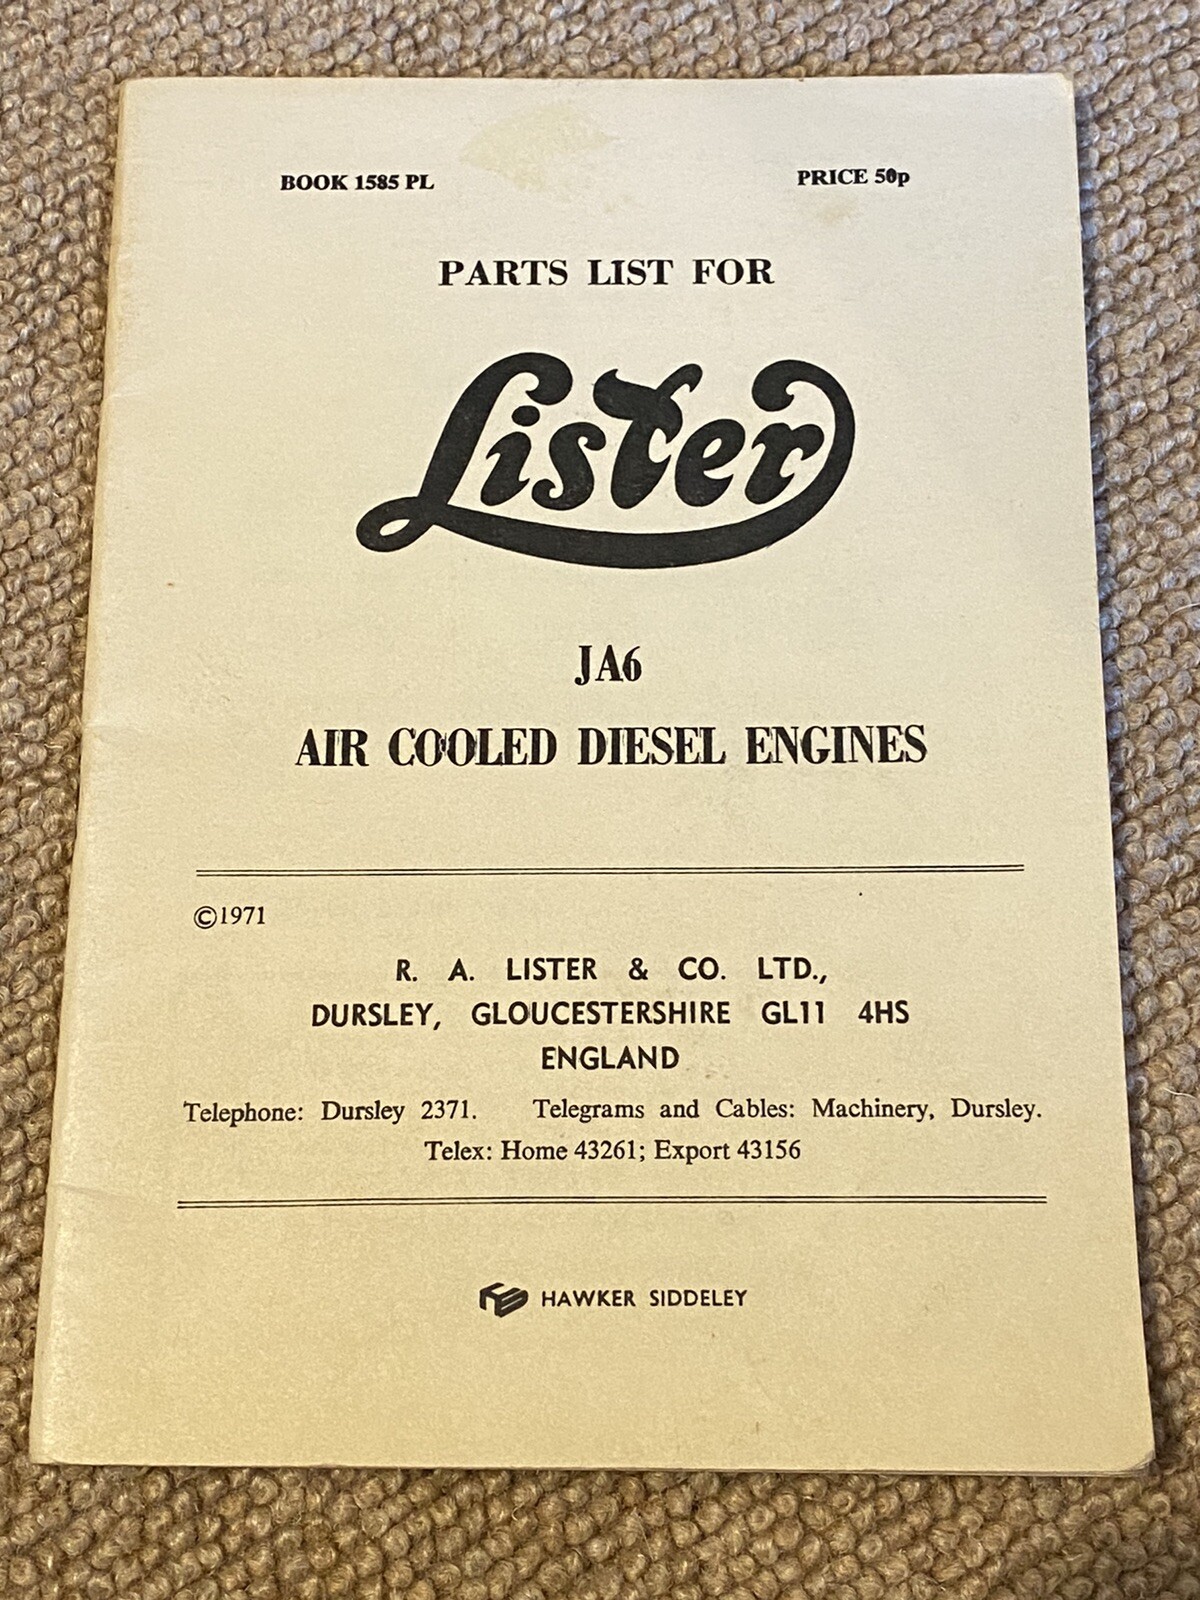 BOOK 1585 PL
PRICE 50p
PARTS LIST FOR
Lister
JA6
AIR COOLED DIESEL ENGINES
©1971
R. A. LISTER & CO. LTD.,
DURSLEY, GLOUCESTERSHIRE GL11 4HS
ENGLAND
Telephone: Dursley 2371. Telegrams and Cables: Machinery, Dursley.
Telex: Home 43261; Export 43156
HAWKER SIDDELEY